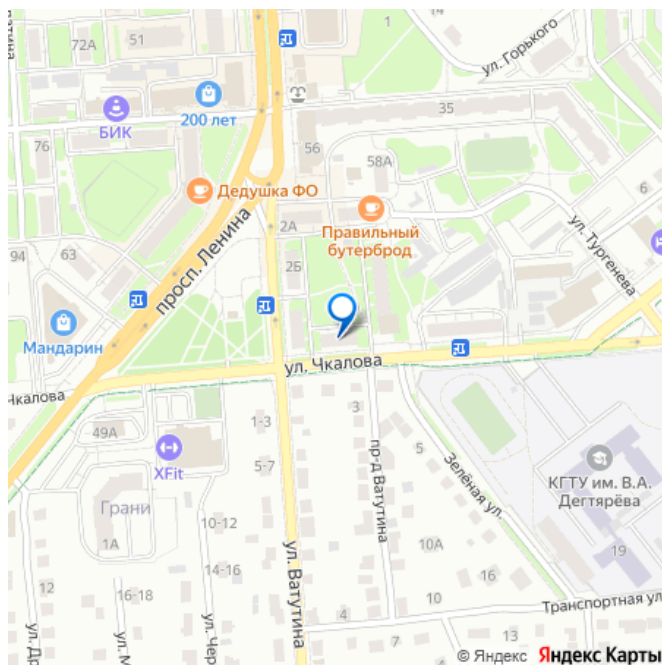 51
72А
14
ул. Горького
БИК
200 лет
35
76
56
58А
Дедушка ФО
6
2А
Правильный
бутерброд
просп. Ленина
ул. Тургенева
94
63
2Б
Мандарин
ул. Чкалова
Чкалова
3
1-3
49А
XFit
5-7
5
Зелёная ул.
КГТУ им. В.А.
Дегтярёва
пр-д Ватутина
Грани
10-12
1А
ул. Ватутина
10А
19
14-16
16
12
16-18
10
4
Транспортная ул.
ул. Чер
7
13
© Яндекс Яндекс Карты